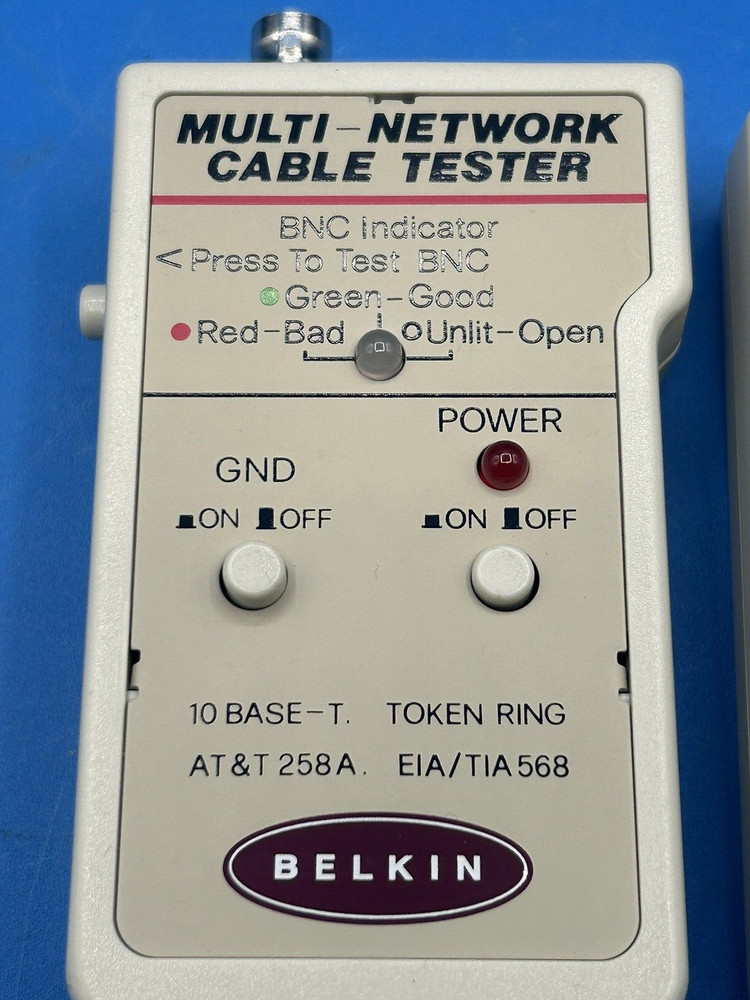 MULTI-NETWORK
CABLE TESTER
BNC Indicator
<Press To Test BNC
Green-Good
Red-Bad Unlit-Open
POWER
GND
ON OFF ON OFF
10 BASE-T. TOKEN RING
AT&T 258A. EIA/TIA 568
BELKIN